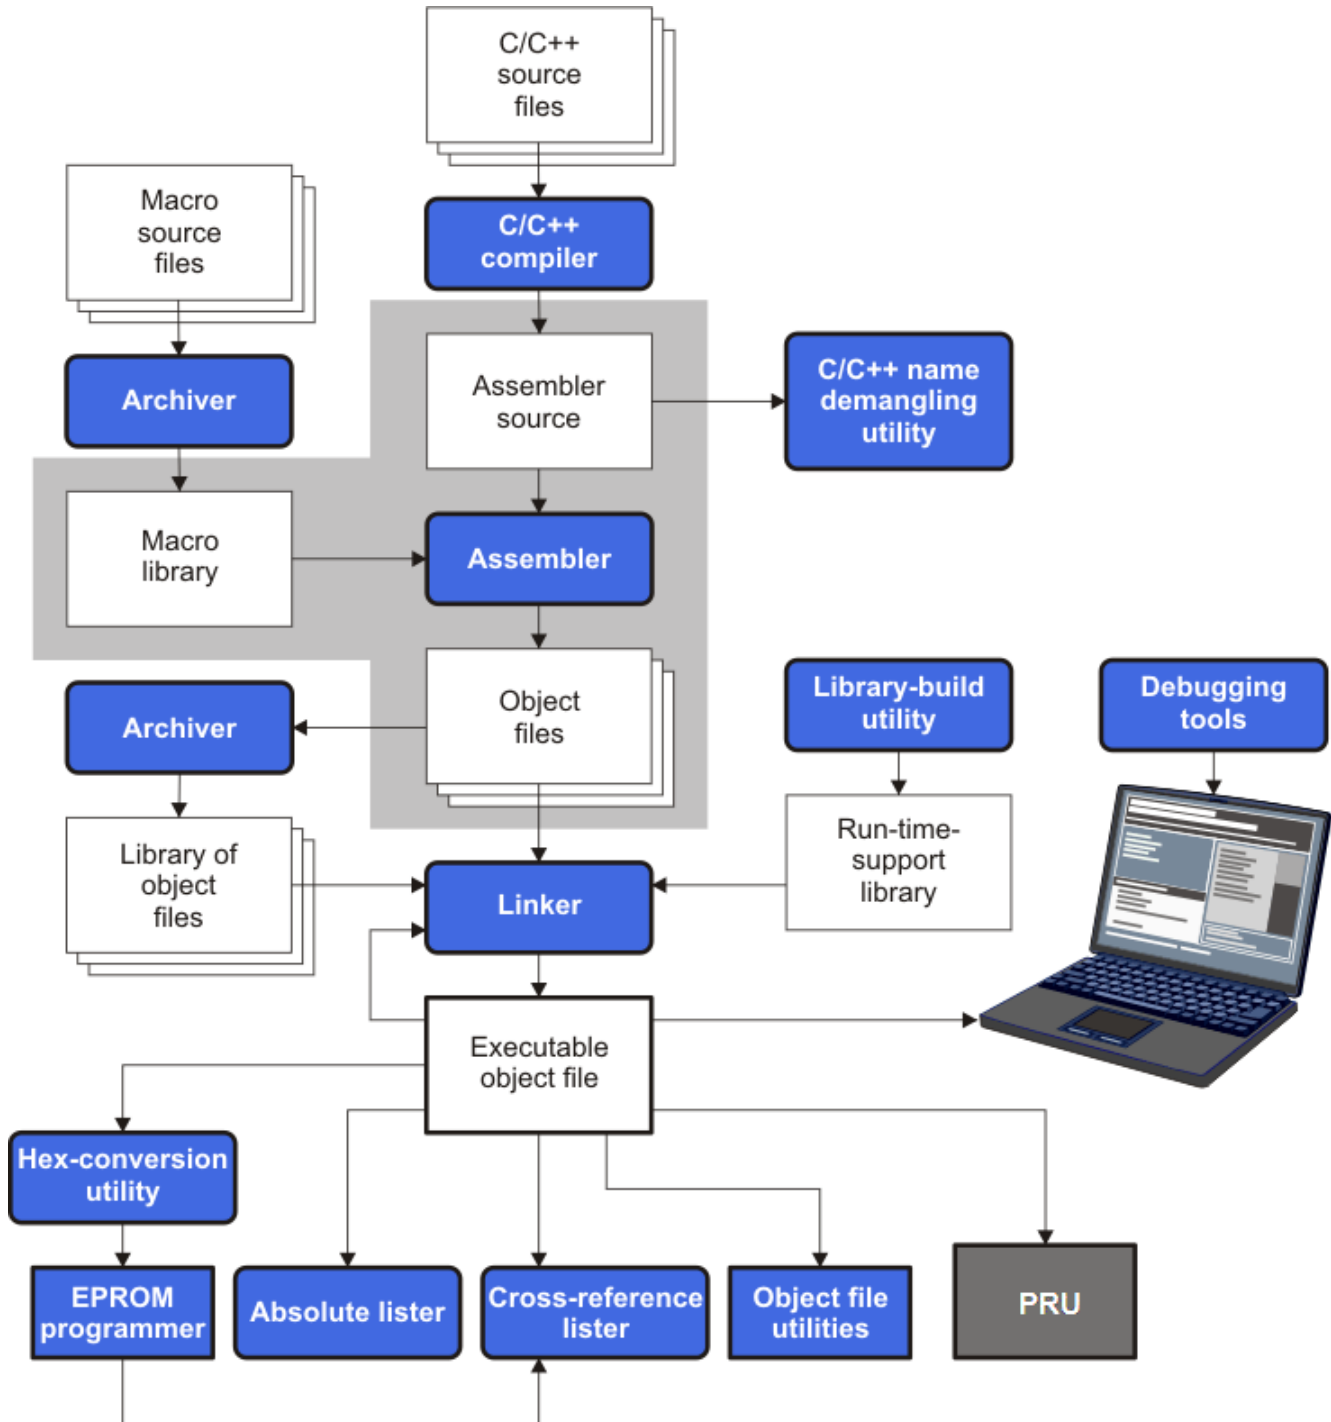 C/C++
source
files
Macro
source
files
C/C++
compiler
Archiver
Assembler
source
C/C++ name
demangling
utility
Macro
library
Assembler
Archiver
Object
files
Library-build
utility
Debugging
tools
Library of
object
files
Linker
Run-time-
support
library
Executable
object file
Hex-conversion
utility
EPROM
programmer
Absolute lister
Cross-reference
lister
Object file
utilities
PRU